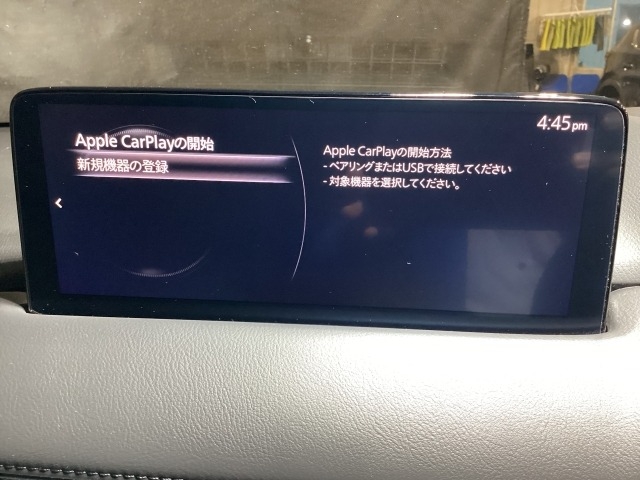 4:45pm
Apple CarPlayの開始
新規機器の登録
Apple CarPlayの開始方法
- ペアリングまたはUSBで接続してください
- 対象機器を選択してください。